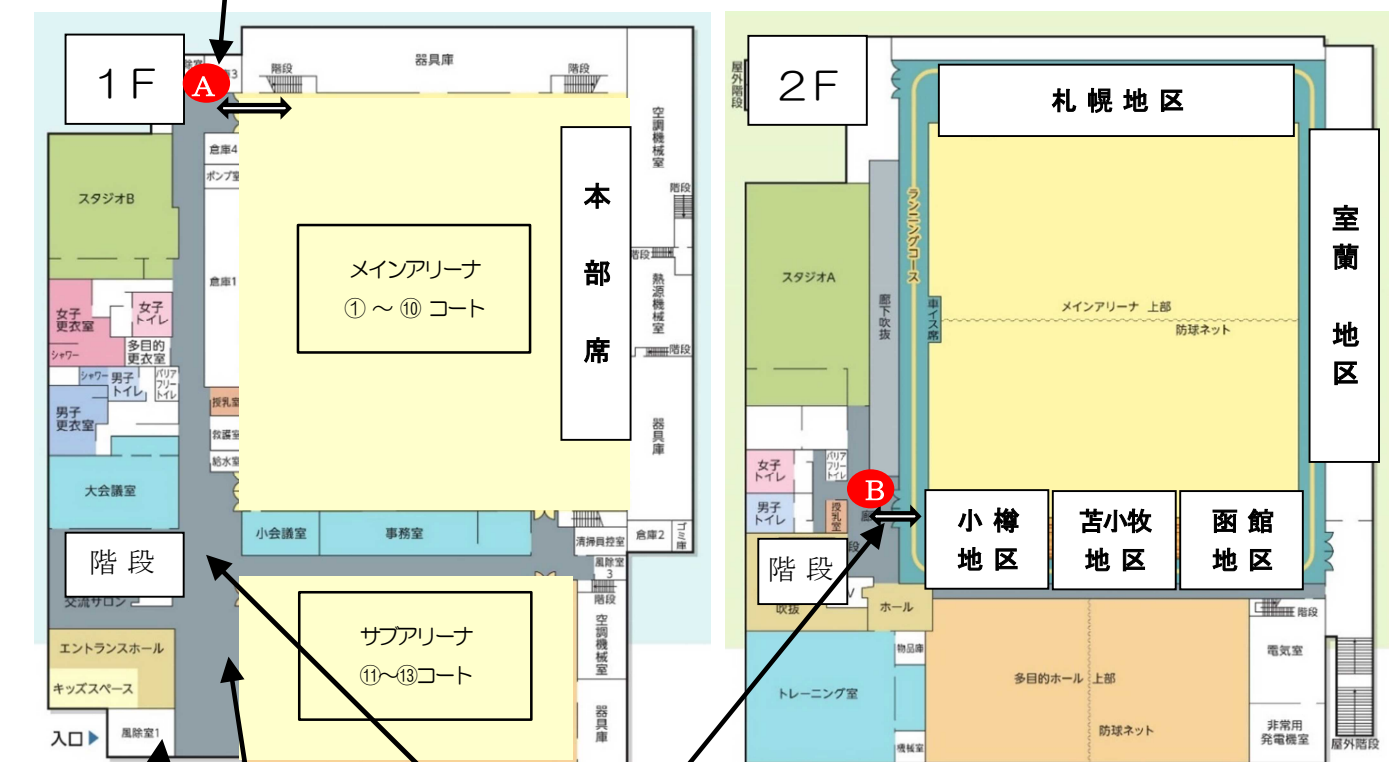 1F
A
倉庫3
階段
器具庫
階段
空調機械室
倉庫4
ポンプ室
スタジオB
本部席
階段
メインアリーナ
①～⑩ コート
階段
倉庫1
熱源機械室
女子更衣室
女子トイレ
シャワー
多目的更衣室
シャワー
男子トイレ
バリアフリートイレ
階段
男子更衣室
授乳室
救護室
給水室
器具庫
大会議室
小会議室
事務室
清掃員控室
倉庫2
ゴミ庫
階段
風除室3
階段
交流サロン
サブアリーナ
⑪～⑬コート
空調機械室
エントランスホール
キッズスペース
器具庫
入口
風除室1
2F
屋外階段
札幌地区
ランニングコース
室蘭地区
スタジオA
廊下吹抜
車イス席
メインアリーナ 上部
防球ネット
女子トイレ
バリアフリートイレ
B
男子トイレ
授乳室
小樽地区
苫小牧地区
函館地区
階段
吹抜
ホール
階段
物品庫
電気室
トレーニング室
多目的ホール 上部
防球ネット
非常用発電機室
機械室
屋外階段